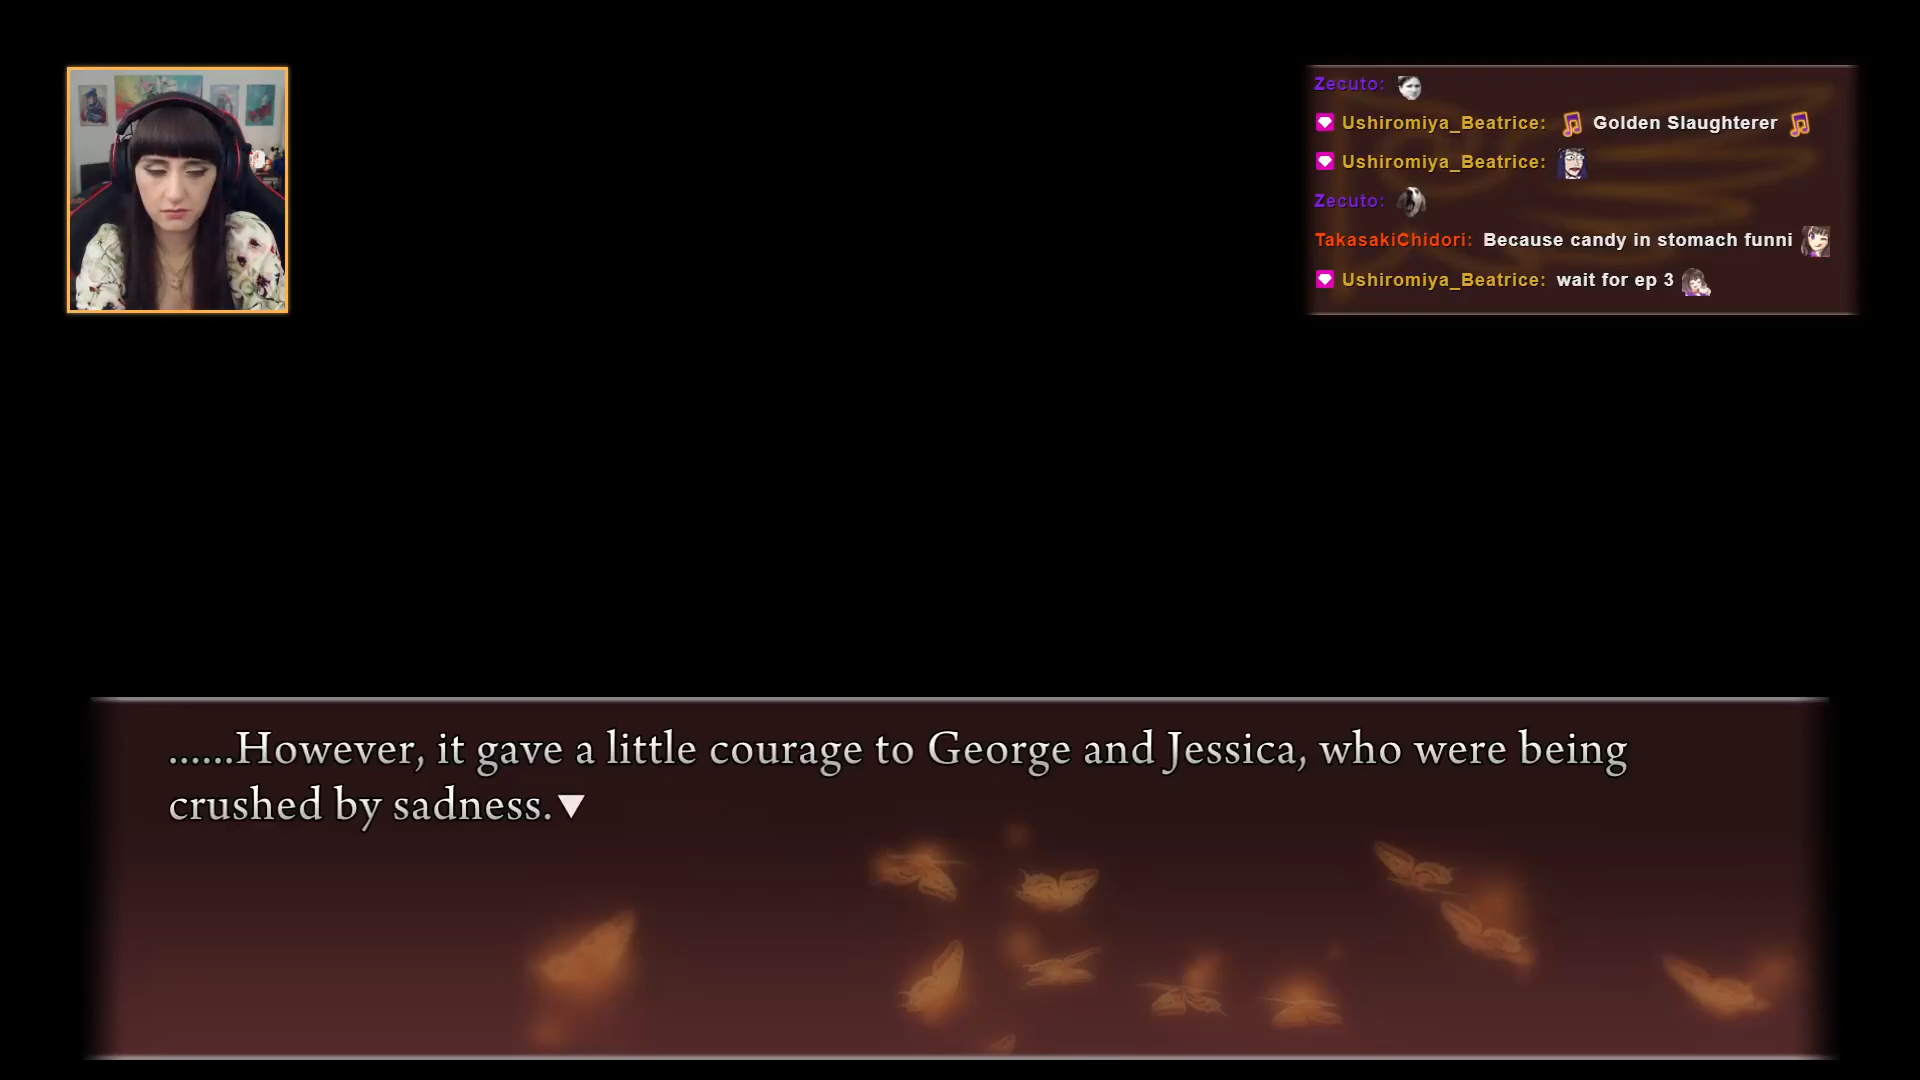 Zecuto:
Ushiromiya_Beatrice: Golden Slaughterer
Ushiromiya_Beatrice:
Zecuto:
TakasakiChidori: Because candy in stomach funni
Ushiromiya_Beatrice: wait for ep 3
......However, it gave a little courage to George and Jessica, who were being
crushed by sadness.